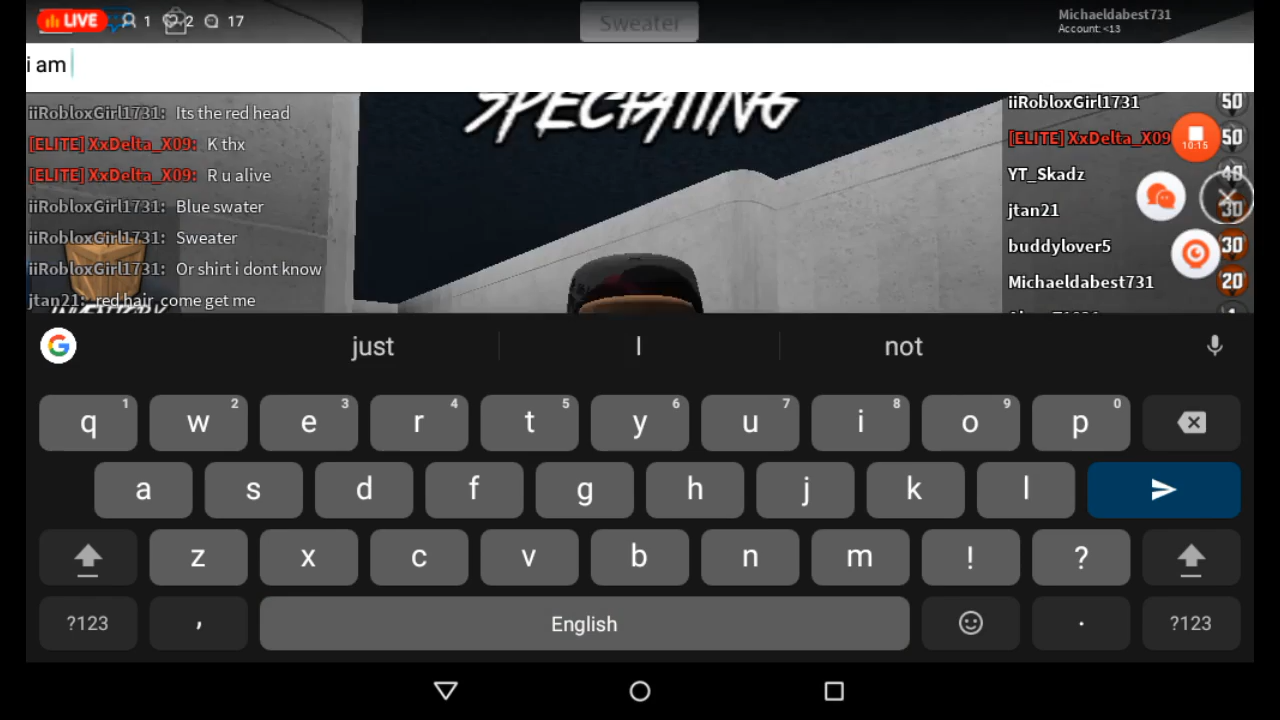 LIVE 1 2 17
Sweater
Michaeldabest731
Account: <13
i am
iiRobloxGirl1731: Its the red head
[ELITE] XxDelta_X09: K thx
[ELITE] XxDelta_X09: R u alive
iiRobloxGirl1731: Blue swater
iiRobloxGirl1731: Sweater
iiRobloxGirl1731: Or shirt i dont know
jtan21: red hair come get me
INVENTORY
SPECTATING
iiRobloxGirl1731 50
[ELITE] XxDelta_X09 50
10:15
YT_Skadz 40
jtan21 30
buddylover5 30
Michaeldabest731 20
G just I not
q 1 w 2 e 3 r 4 t 5 y 6 u 7 i 8 o 9 p 0
a s d f g h j k l
z x c v b n m ! ?
?123 , English . ?123